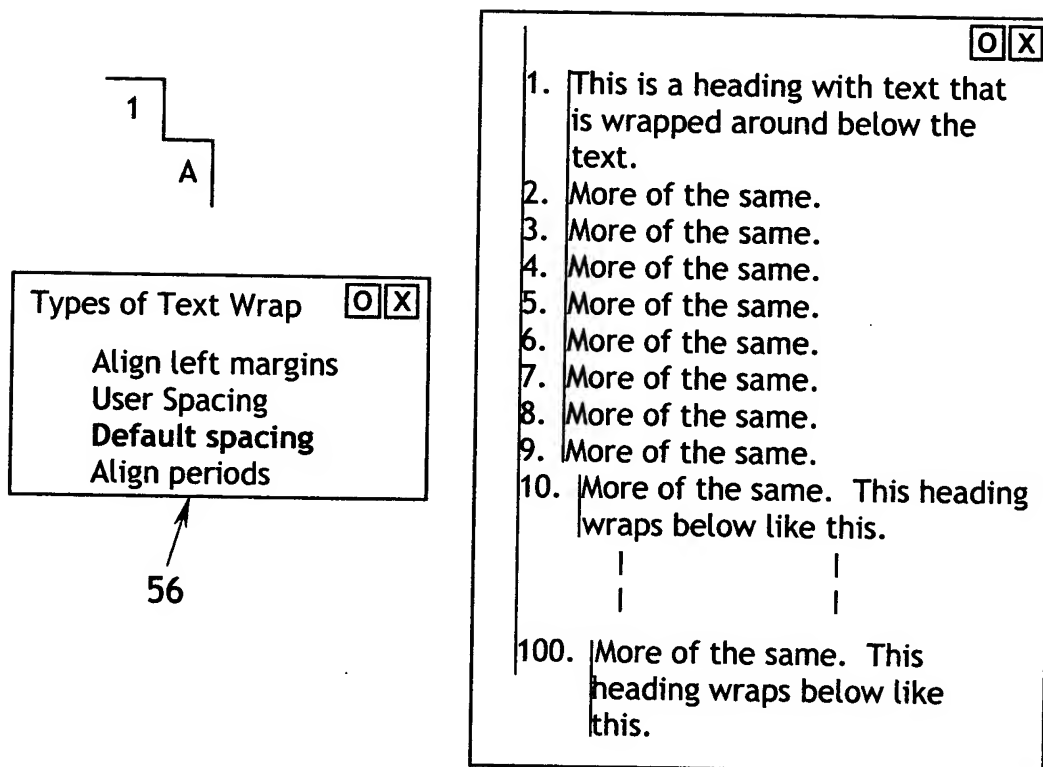 1
A
Types of Text Wrap O X
Align left margins
User Spacing
Default spacing
Align periods
56
O X
1. This is a heading with text that
is wrapped around below the
text.
2. More of the same.
3. More of the same.
4. More of the same.
5. More of the same.
6. More of the same.
7. More of the same.
8. More of the same.
9. More of the same.
10. More of the same. This heading
wraps below like this.
100. More of the same. This
heading wraps below like
this.